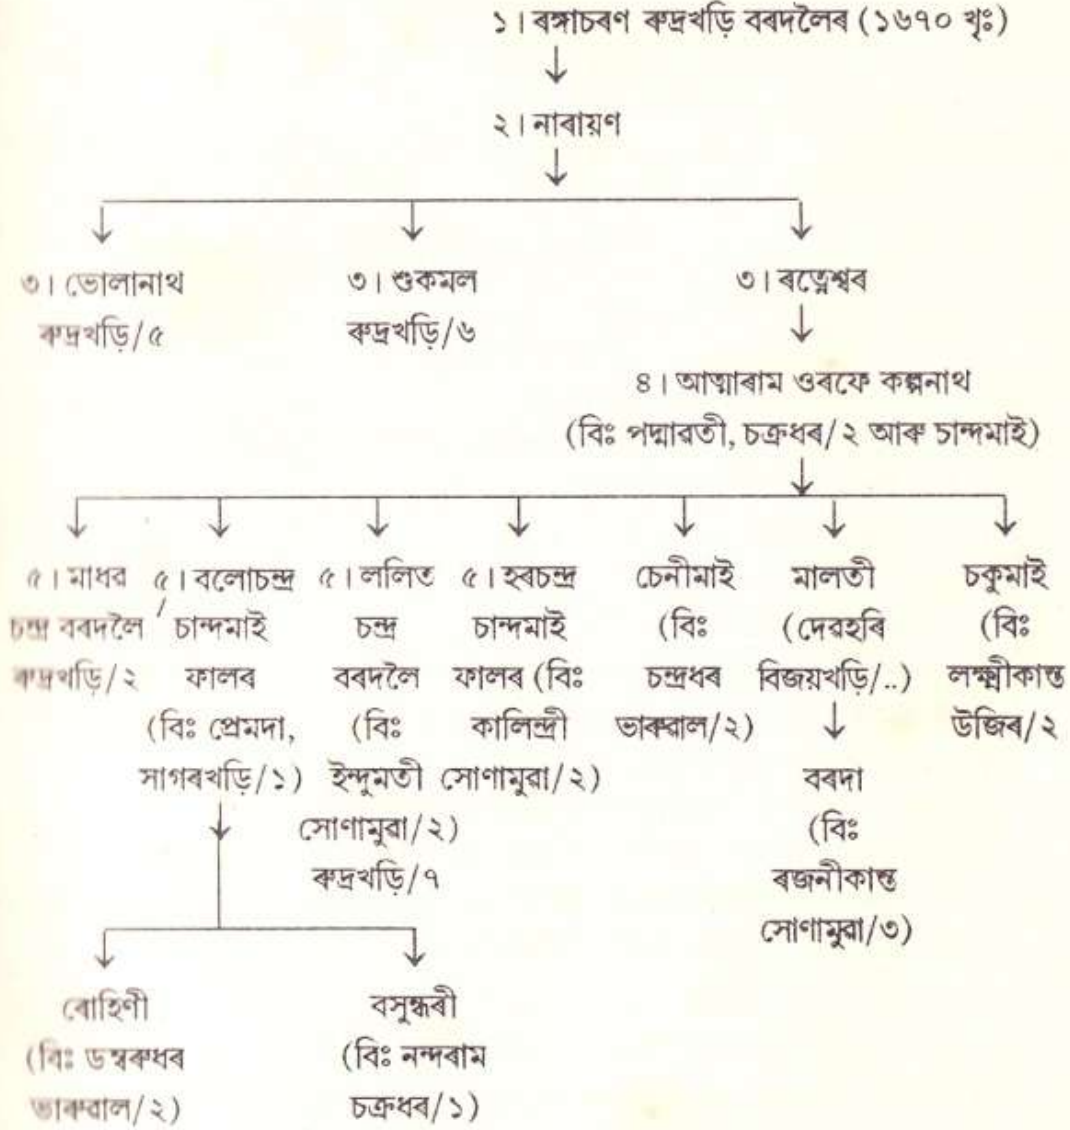 ১। ৰঙ্গাচৰণ ৰুদ্ৰখড়ি বৰদলৈৰ (১৬৭০ খৃঃ)
২। নাৰায়ণ
৩। ভোলানাথ
ৰুদ্ৰখড়ি/৫
৩। শুকমল
ৰুদ্ৰখড়ি/৬
৩। ৰত্নেশ্বৰ
৪। আত্মাৰাম ওৰফে কল্পনাথ
(বিঃ পদ্মাৱতী, চক্ৰধৰ/২ আৰু চান্দমাই)
৫। মাধৱ
চন্দ্ৰ বৰদলৈ
ৰুদ্ৰখড়ি/২
৫। বলোচন্দ্ৰ
চান্দমাই
ফালৰ
(বিঃ প্ৰেমদা,
সাগৰখড়ি/১)
৫। ললিত
চন্দ্ৰ
বৰদলৈ
(বিঃ
ইন্দুমতী
সোণামুৱা/২)
ৰুদ্ৰখড়ি/৭
৫। হৰচন্দ্ৰ
চান্দমাই
ফালৰ (বিঃ
কালিন্দ্ৰী
সোণামুৱা/২)
চেনীমাই
(বিঃ
চন্দ্ৰধৰ
ভাৰুৱাল/২)
মালতী
(দেৱহৰি
বিজয়খড়ি/..)
বৰদা
(বিঃ
ৰজনীকান্ত
সোণামুৱা/৩)
চকুমাই
(বিঃ
লক্ষ্মীকান্ত
উজিৰ/২
ৰোহিণী
(বিঃ ডম্বৰুধৰ
ভাৰুৱাল/২)
বসুন্ধৰী
(বিঃ নন্দৰাম
চক্ৰধৰ/১)